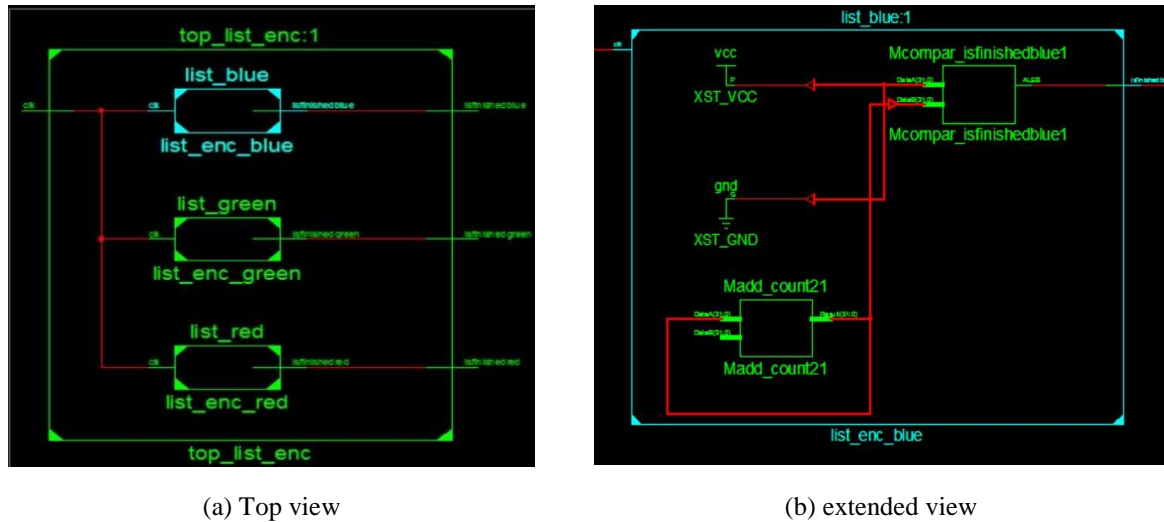 top_list_enc:1
list_blue
clk
clk
isfinishedblue
isfinishedblue
list_enc_blue
list_green
clk
isfinishedgreen
isfinishedgreen
list_enc_green
list_red
clk
isfinishedred
isfinishedred
list_enc_red
top_list_enc
(a) Top view
list_blue:1
clk
vcc
P
XST_VCC
Mcompar_isfinishedblue1
DataA(31:0)
DataB(31:0)
Mcompar_isfinishedblue1
gnd
G
XST_GND
Madd_count21
DataA(31:0)
DataB(31:0)
Result(31:0)
Madd_count21
list_enc_blue
(b) extended view